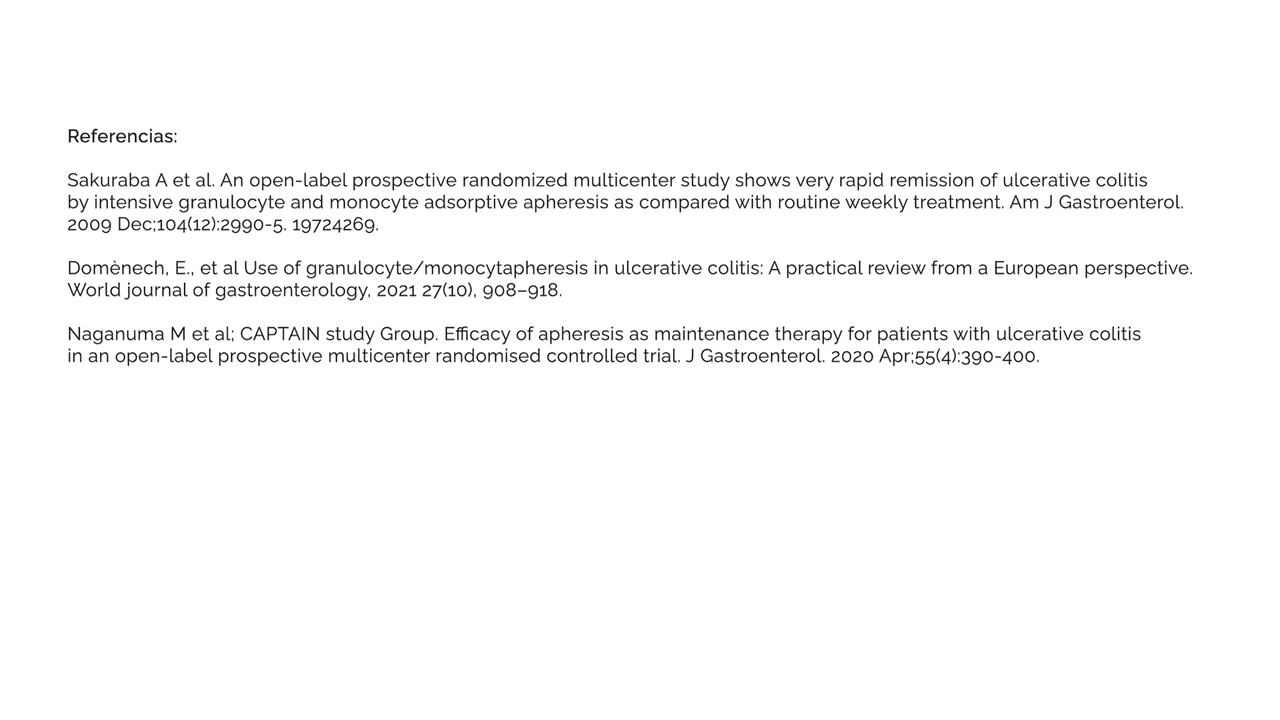 Referencias:
Sakuraba A et al. An open-label prospective randomized multicenter study shows very rapid remission of ulcerative colitis
by intensive granulocyte and monocyte adsorptive apheresis as compared with routine weekly treatment. Am J Gastroenterol.
2009 Dec;104(12):2990-5. 19724269.
Domènech, E., et al Use of granulocyte/monocytapheresis in ulcerative colitis: A practical review from a European perspective.
World journal of gastroenterology, 2021 27(10), 908–918.
Naganuma M et al; CAPTAIN study Group. Efficacy of apheresis as maintenance therapy for patients with ulcerative colitis
in an open-label prospective multicenter randomised controlled trial. J Gastroenterol. 2020 Apr;55(4):390-400.